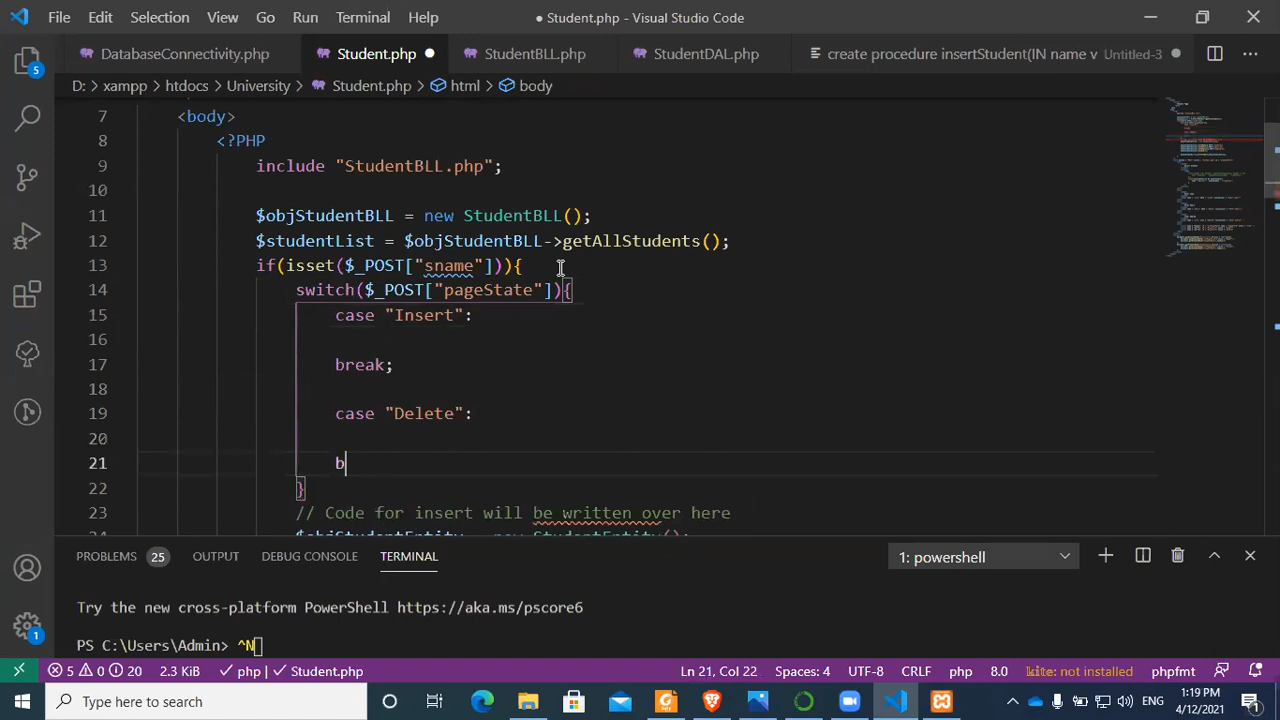 File Edit Selection View Go Run Terminal Help ● Student.php - Visual Studio Code
DatabaseConnectivity.php Student.php ● StudentBLL.php StudentDAL.php create procedure insertStudent(IN name v Untitled-3 ●
D: > xampp > htdocs > University > Student.php > html > body
7 <body>
8 <?PHP
9 include "StudentBLL.php";
10
11 $objStudentBLL = new StudentBLL();
12 $studentList = $objStudentBLL->getAllStudents();
13 if(isset($_POST["sname"])){
14 switch($_POST["pageState"]){
15 case "Insert":
16
17 break;
18
19 case "Delete":
20
21 b
22 }
23 // Code for insert will be written over here
24 $objStudentEntity = new StudentEntity();
PROBLEMS 25 OUTPUT DEBUG CONSOLE TERMINAL 1: powershell
Try the new cross-platform PowerShell https://aka.ms/pscore6
PS C:\Users\Admin> ^N
5 0 20 2.3 KiB php Student.php Ln 21, Col 22 Spaces: 4 UTF-8 CRLF php 8.0 kite: not installed phpfmt
Type here to search ENG 1:19 PM
4/12/2021